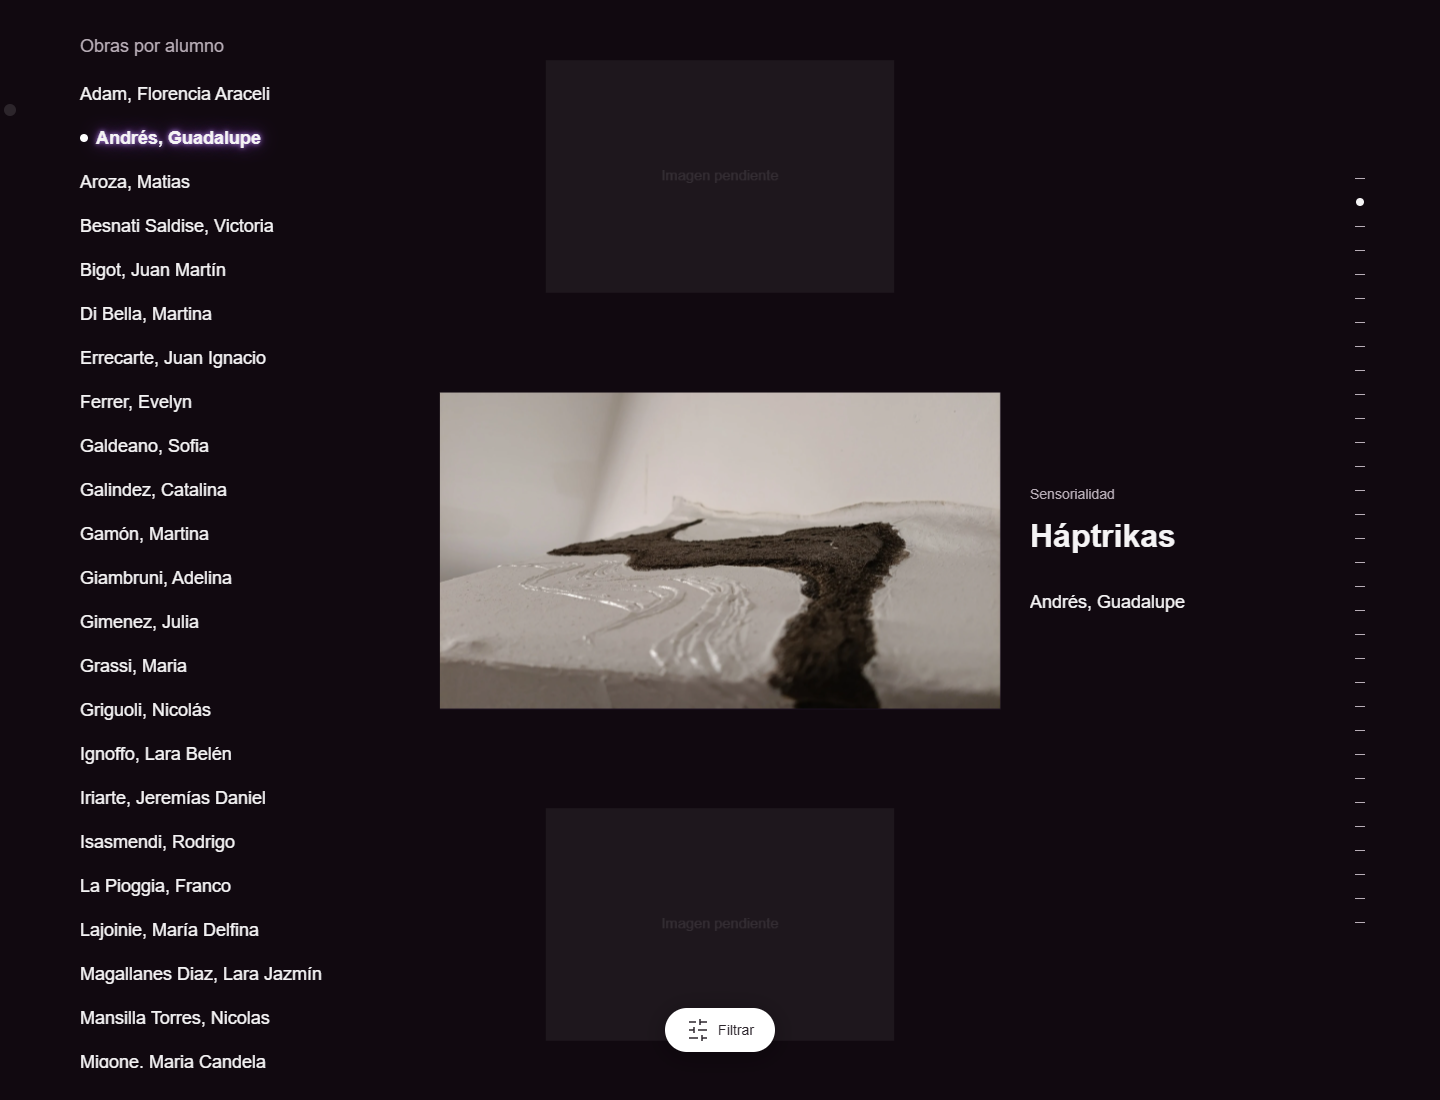 Obras por alumno
Adam, Florencia Araceli
Andrés, Guadalupe
Aroza, Matias
Besnati Saldise, Victoria
Bigot, Juan Martín
Di Bella, Martina
Errecarte, Juan Ignacio
Ferrer, Evelyn
Galdeano, Sofia
Galindez, Catalina
Gamón, Martina
Giambruni, Adelina
Gimenez, Julia
Grassi, Maria
Griguoli, Nicolás
Ignoffo, Lara Belén
Iriarte, Jeremías Daniel
Isasmendi, Rodrigo
La Pioggia, Franco
Lajoinie, María Delfina
Magallanes Diaz, Lara Jazmín
Mansilla Torres, Nicolas
Migone, Maria Candela
Imagen pendiente
Sensorialidad
Háptrikas
Andrés, Guadalupe
Imagen pendiente
Filtrar